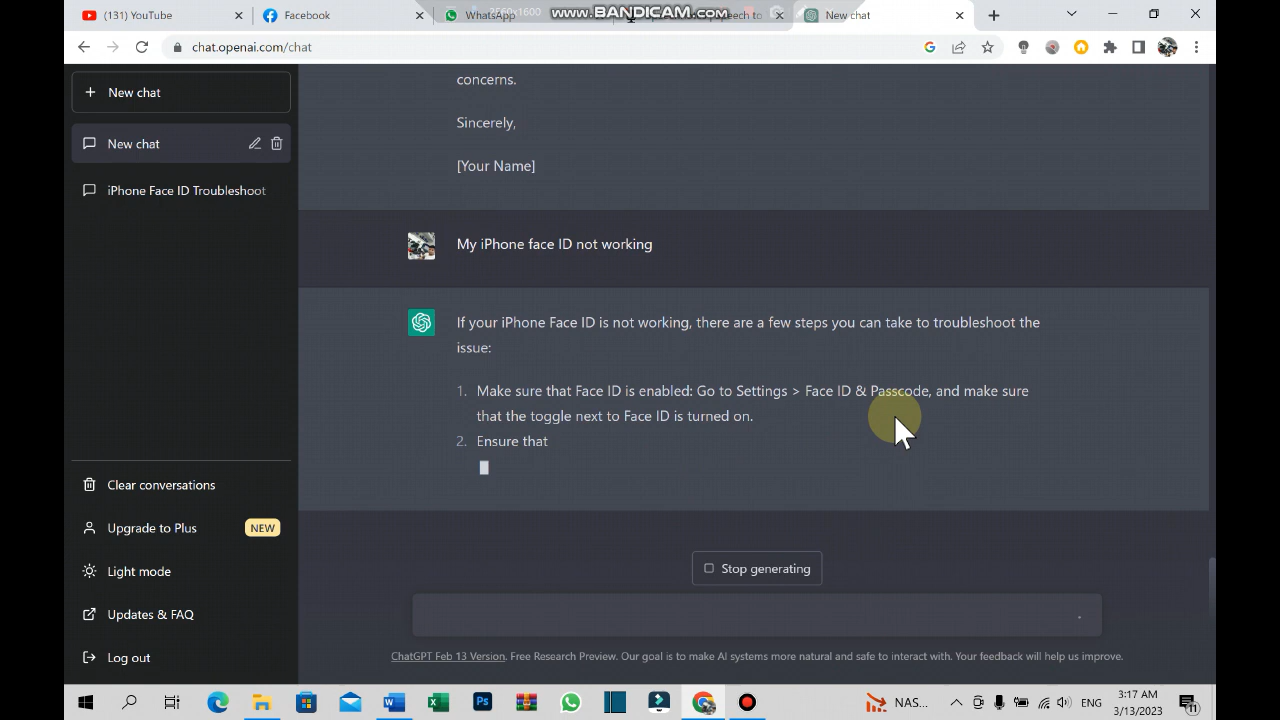 (131) YouTube
Facebook
WhatsApp
2560x1600
www.BANDICAM.com
speech to
New chat
chat.openai.com/chat
New chat
New chat
iPhone Face ID Troubleshoot
Clear conversations
Upgrade to Plus NEW
Light mode
Updates & FAQ
Log out
concerns.
Sincerely,
[Your Name]
My iPhone face ID not working
If your iPhone Face ID is not working, there are a few steps you can take to troubleshoot the
issue:
1. Make sure that Face ID is enabled: Go to Settings > Face ID & Passcode, and make sure
that the toggle next to Face ID is turned on.
2. Ensure that
Stop generating
ChatGPT Feb 13 Version. Free Research Preview. Our goal is to make AI systems more natural and safe to interact with. Your feedback will help us improve.
NAS...
ENG
3:17 AM
3/13/2023